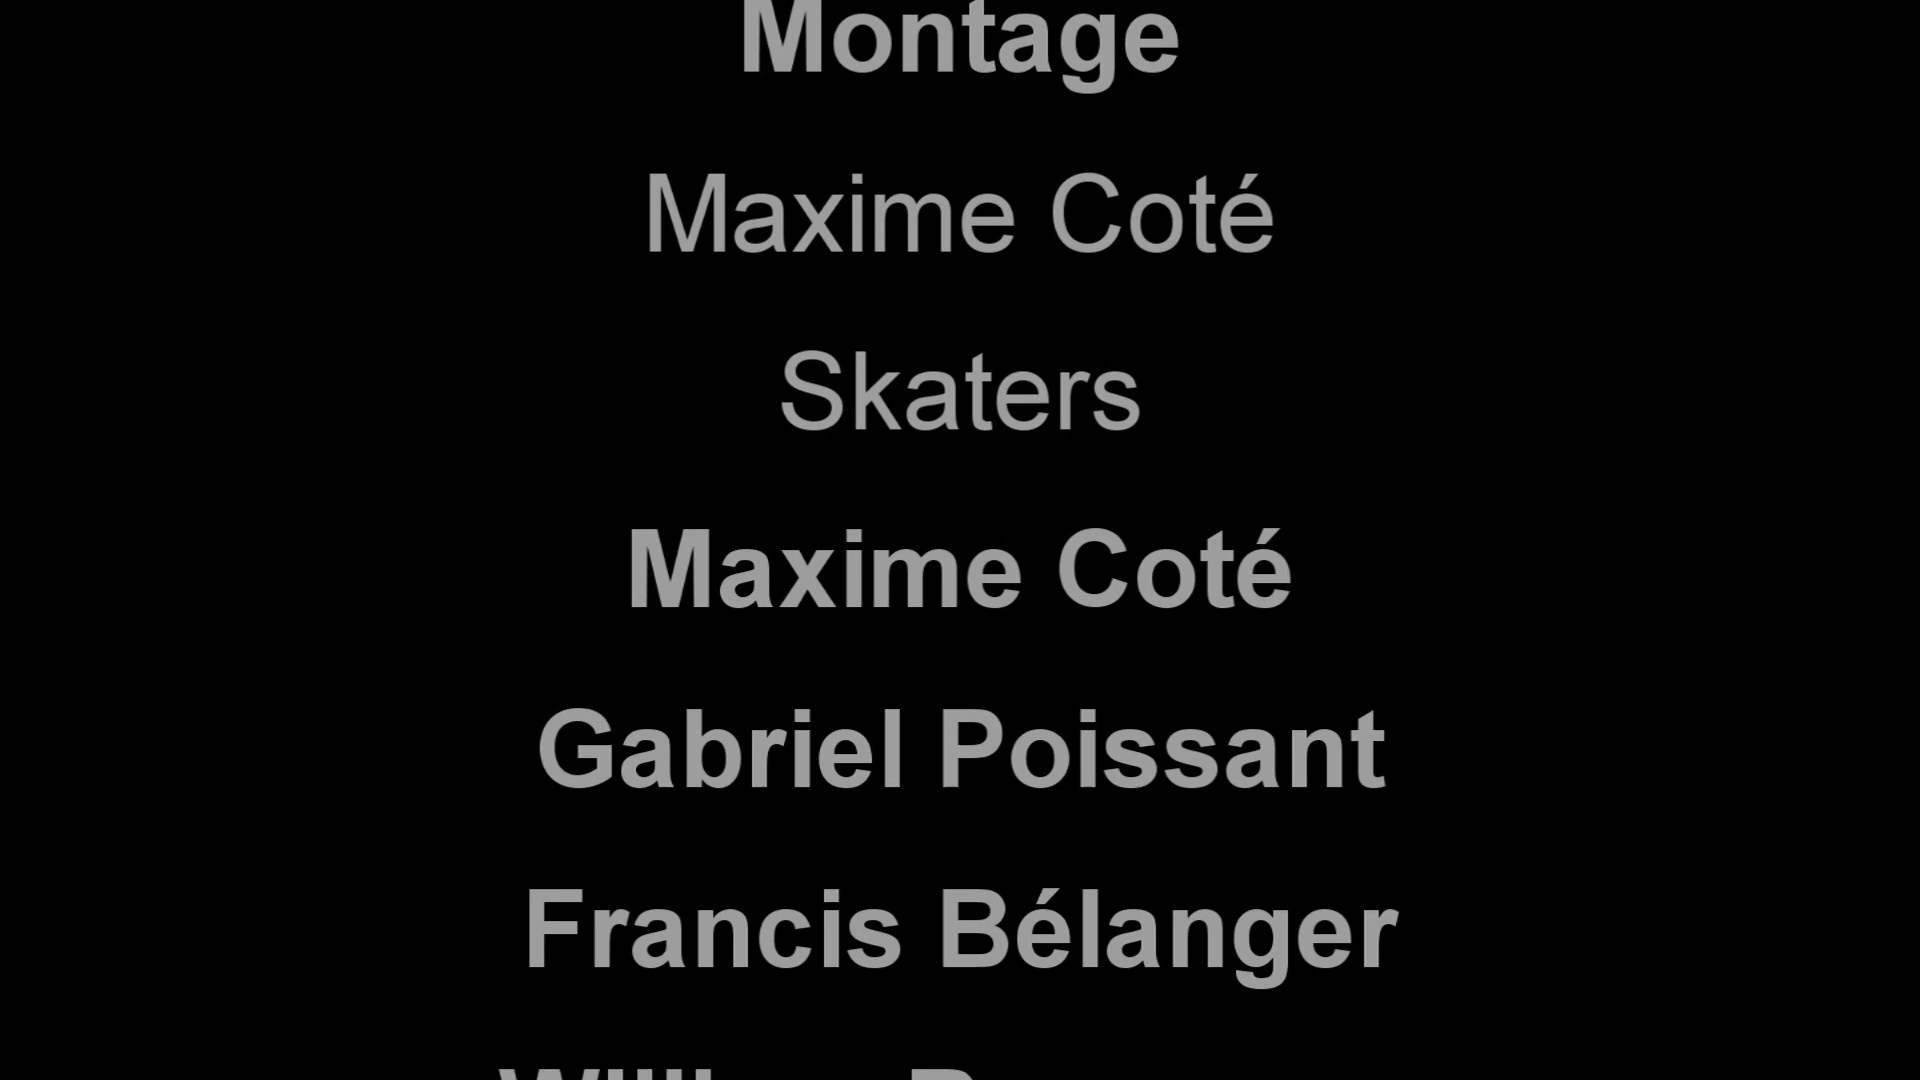 Montage
Maxime Coté
Skaters
Maxime Coté
Gabriel Poissant
Francis Bélanger